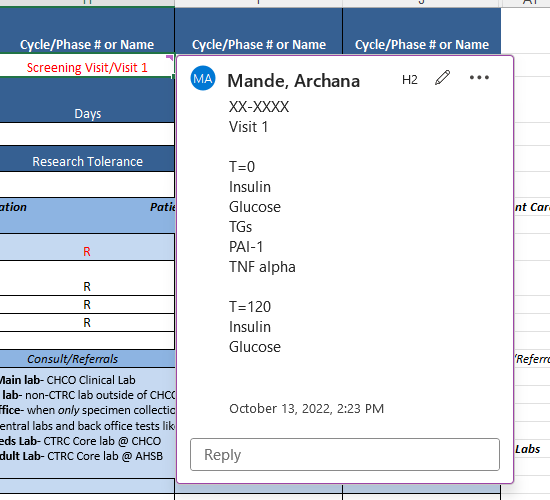 Cycle/Phase # or Name
Cycle/Phase # or Name
Cycle/Phase # or Name
Screening Visit/Visit 1
Days
Research Tolerance
ation
Patie
nt Car
R
R
R
R
Consult/Referrals
/Referra
Main lab- CHCO Clinical Lab
lab- non-CTRC lab outside of CHCO
ffice- when only specimen collectio
entral labs and back office tests lik
eds Lab- CTRC Core lab @ CHCO
dult Lab- CTRC Core lab @ AHSB
Labs
MA
Mande, Archana
H2
XX-XXXX
Visit 1
T=0
Insulin
Glucose
TGs
PAI-1
TNF alpha
T=120
Insulin
Glucose
October 13, 2022, 2:23 PM
Reply